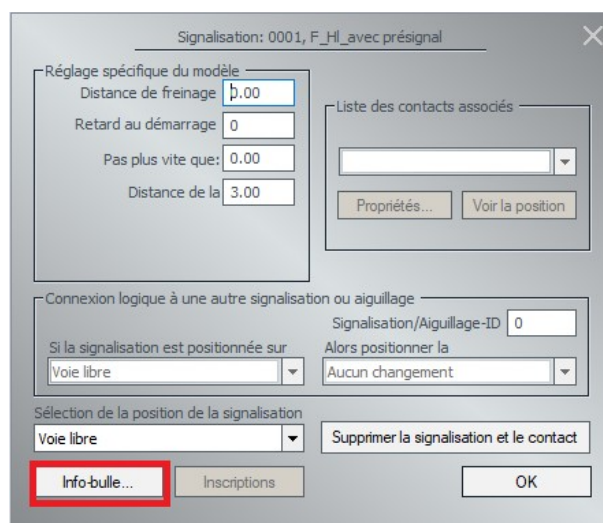 Signalisation: 0001, F_Hl_avec présignal
Réglage spécifique du modèle
Distance de freinage 0.00
Retard au démarrage 0
Pas plus vite que: 0.00
Distance de la 3.00
Liste des contacts associés
Propriétés... Voir la position
Connexion logique à une autre signalisation ou aiguillage
Signalisation/Aiguillage-ID 0
Si la signalisation est positionnée sur Alors positionner la
Voie libre Aucun changement
Sélection de la position de la signalisation
Voie libre Supprimer la signalisation et le contact
Info-bulle... Inscriptions OK